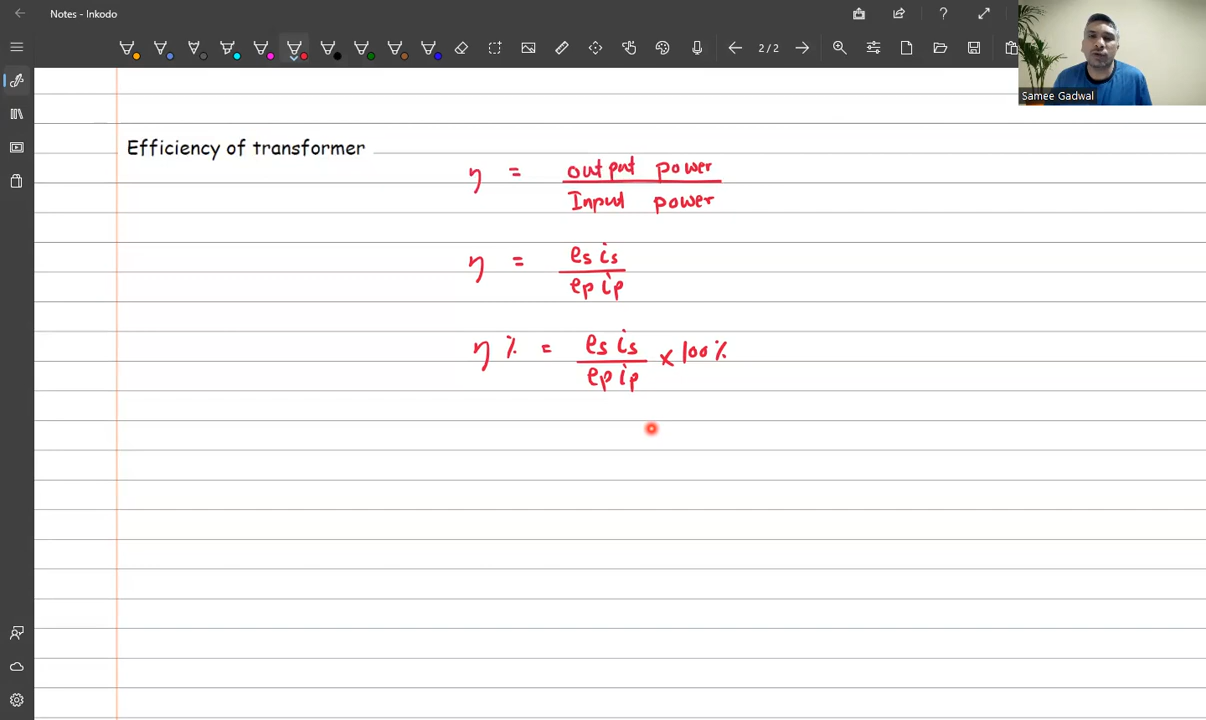 Notes - Inkodo
2/2
Samee Gadwal
Efficiency of transformer
η = output power / Input power
η = es is / ep ip
η % = es is / ep ip × 100 %